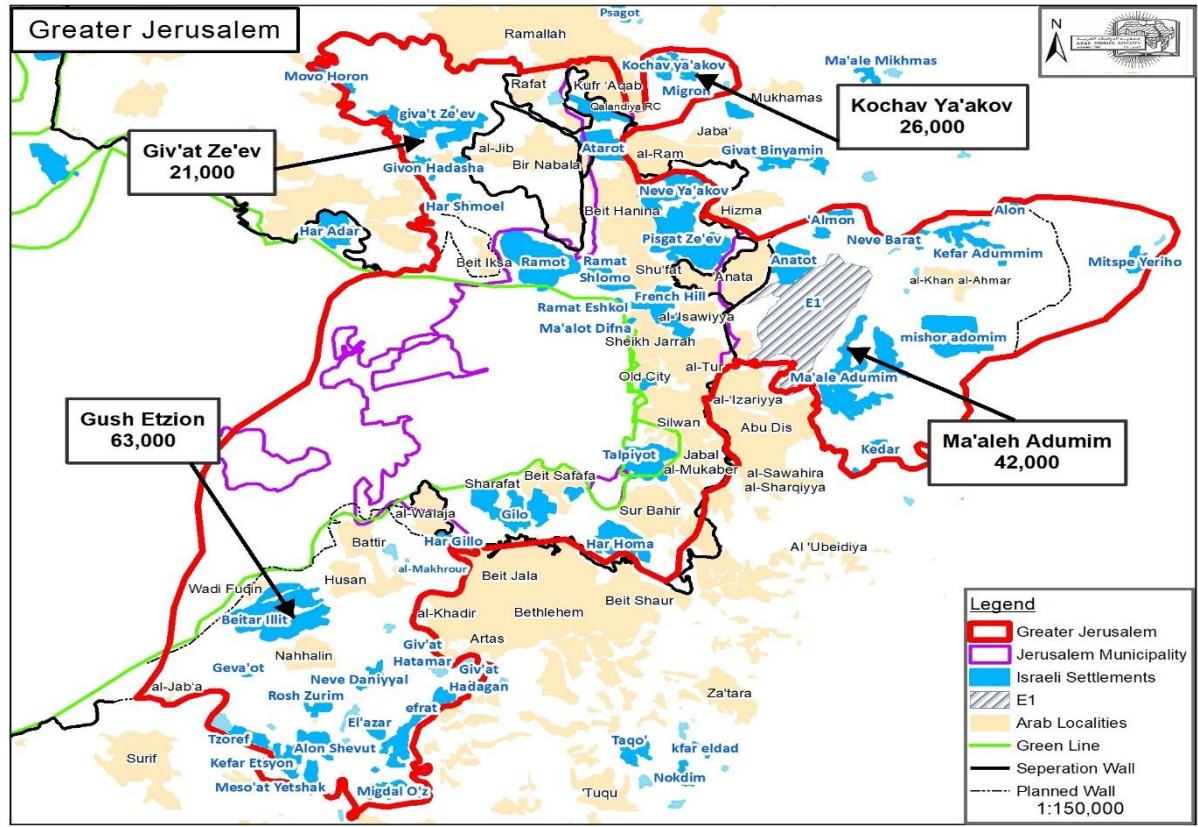 Greater Jerusalem
Psagot
Ramallah
N
ARAB STUDIES SOCIETY
Movo Horon
Rafat
Kufr 'Aqab
Kochav ya'akov
Migron
Ma'ale Mikhmas
Qalandiya RC
Mukhamas
Kochav Ya'akov
26,000
giva't Ze'ev
Giv'at Ze'ev
21,000
al-Jib
Bir Nabala
Atarot
al-Ram
Jaba'
Givat Binyamin
Givon Hadasha
Neve Ya'akov
Har Shmoel
Beit Hanina
Hizma
'Almon
Alon
Har Adar
Pisgat Ze'ev
Neve Barat
Kefar Adummim
Beit Iksa
Ramot
Ramat
Shlomo
Shu'fat
Anata
Anatot
Mitspe Yeriho
al-Khan al-Ahmar
French Hill
E1
Ramat Eshkol
al-'Isawiyya
Ma'alot Difna
Sheikh Jarrah
mishor adomim
al-Tur
Old City
Ma'ale Adumim
al-'Izariyya
Gush Etzion
63,000
Silwan
Abu Dis
Ma'aleh Adumim
42,000
Talpiyot
Jabal
al-Mukaber
Kedar
Beit Safafa
Sharafat
al-Sawahira
al-Sharqiyya
al-Walaja
Gilo
Sur Bahir
Battir
Har Gillo
Har Homa
Al 'Ubeidiya
al-Makhrour
Beit Jala
Husan
Wadi Fuqin
Beit Shaur
Beitar Illit
al-Khadir
Bethlehem
Artas
Nahhalin
Giv'at
Hatamar
Geva'ot
Giv'at
Hadagan
Neve Daniyyal
al-Jab'a
Rosh Zurim
Za'tara
efrat
El'azar
Tzoref
Alon Shevut
Taqo'
kfar eldad
Surif
Kefar Etsyon
Nokdim
Meso'at Yetshak
Migdal O'z
'Tuqu
Legend
Greater Jerusalem
Jerusalem Municipality
Israeli Settlements
E1
Arab Localities
Green Line
Seperation Wall
Planned Wall
1:150,000